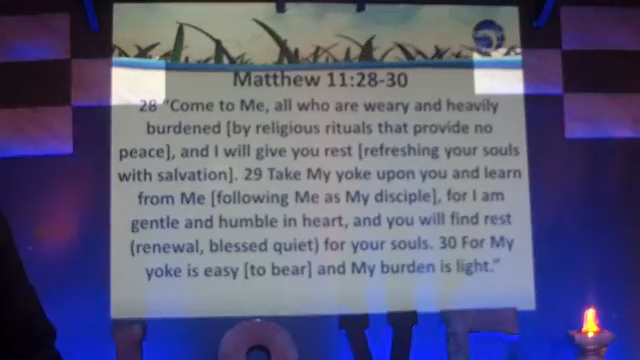 Matthew 11:28-30
28 "Come to Me, all who are weary and heavily
burdened [by religious rituals that provide no
peace], and I will give you rest [refreshing your souls
with salvation]. 29 Take My yoke upon you and learn
from Me [following Me as My disciple], for I am
gentle and humble in heart, and you will find rest
(renewal, blessed quiet) for your souls. 30 For My
yoke is easy [to bear] and My burden is light."
LOVE